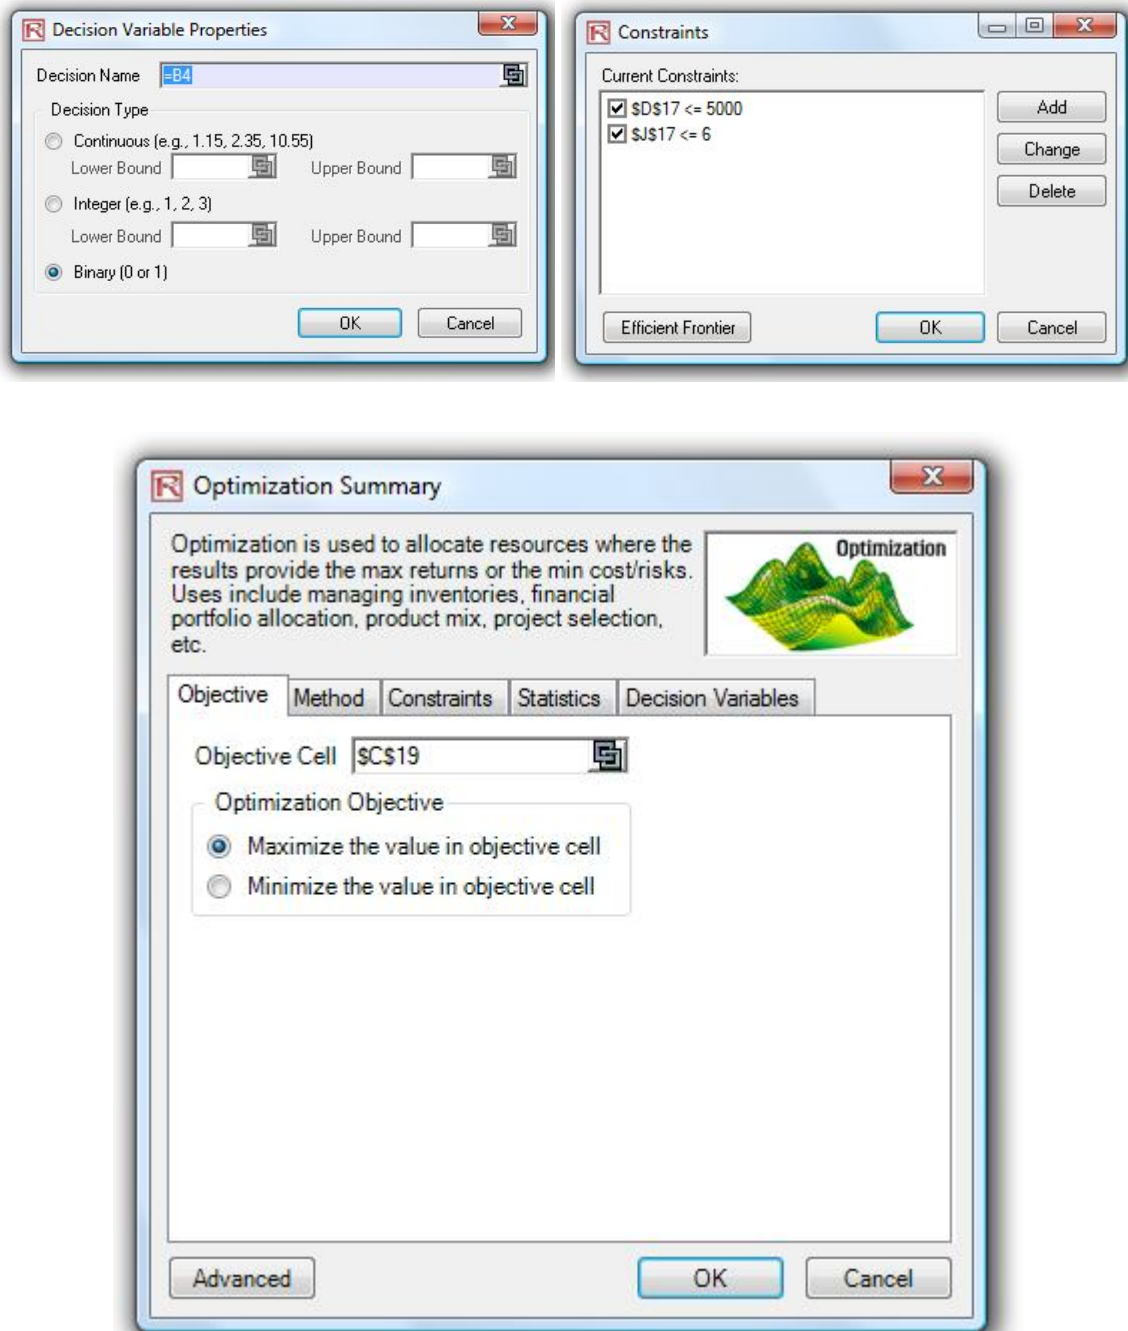 Decision Variable Properties
Decision Name =B4
Decision Type
Continuous (e.g., 1.15, 2.35, 10.55)
Lower Bound Upper Bound
Integer (e.g., 1, 2, 3)
Lower Bound Upper Bound
Binary (0 or 1)
OK Cancel
Constraints
Current Constraints:
$D$17 <= 5000
$J$17 <= 6
Add
Change
Delete
Efficient Frontier OK Cancel
Optimization Summary
Optimization is used to allocate resources where the
results provide the max returns or the min cost/risks.
Uses include managing inventories, financial
portfolio allocation, product mix, project selection,
etc.
Optimization
Objective Method Constraints Statistics Decision Variables
Objective Cell $C$19
Optimization Objective
Maximize the value in objective cell
Minimize the value in objective cell
Advanced OK Cancel